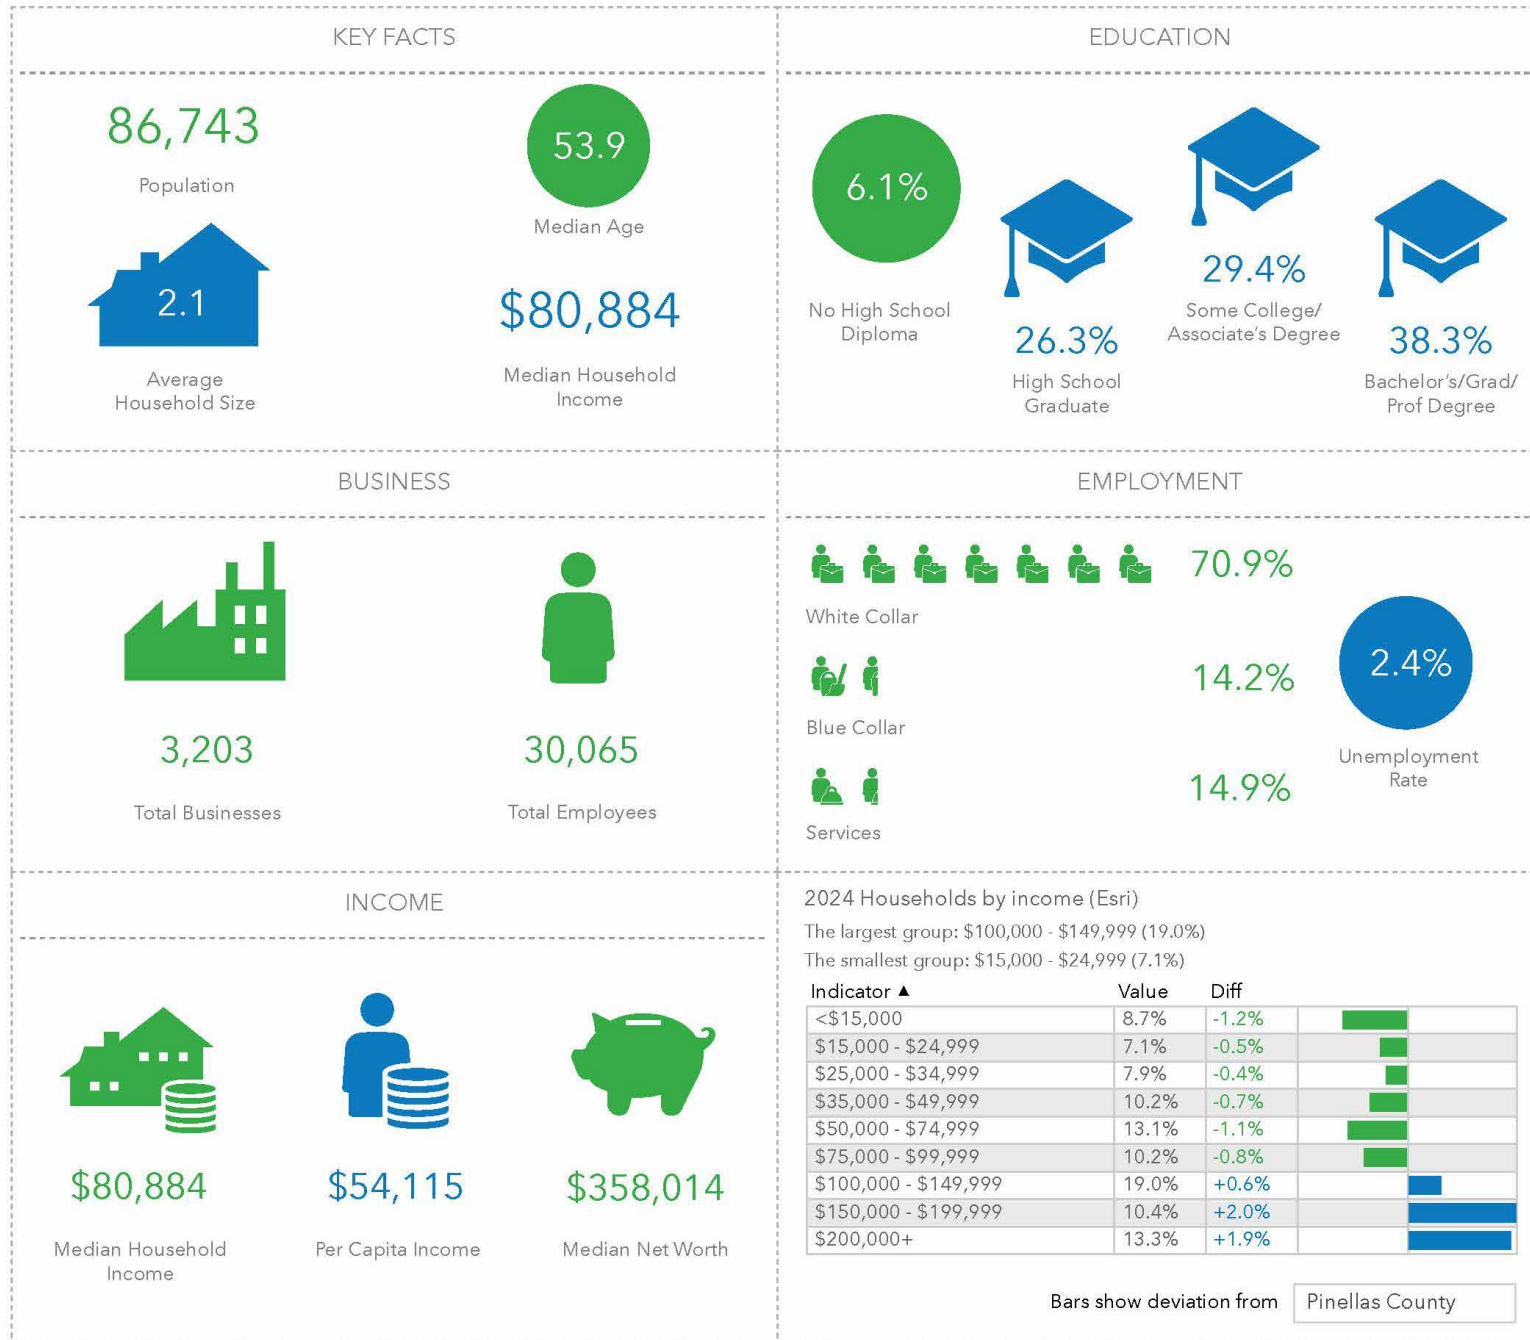 KEY FACTS
86,743
Population
53.9
Median Age
2.1
Average
Household Size
$80,884
Median Household
Income
EDUCATION
6.1%
No High School
Diploma
26.3%
High School
Graduate
29.4%
Some College/
Associate's Degree
38.3%
Bachelor's/Grad/
Prof Degree
BUSINESS
3,203
Total Businesses
30,065
Total Employees
EMPLOYMENT
70.9%
White Collar
14.2%
Blue Collar
14.9%
Services
2.4%
Unemployment
Rate
INCOME
$80,884
Median Household
Income
$54,115
Per Capita Income
$358,014
Median Net Worth
2024 Households by income (Esri)
The largest group: $100,000 - $149,999 (19.0%)
The smallest group: $15,000 - $24,999 (7.1%)
Indicator ▲ Value Diff
<$15,000 8.7% -1.2%
$15,000 - $24,999 7.1% -0.5%
$25,000 - $34,999 7.9% -0.4%
$35,000 - $49,999 10.2% -0.7%
$50,000 - $74,999 13.1% -1.1%
$75,000 - $99,999 10.2% -0.8%
$100,000 - $149,999 19.0% +0.6%
$150,000 - $199,999 10.4% +2.0%
$200,000+ 13.3% +1.9%
Bars show deviation from Pinellas County